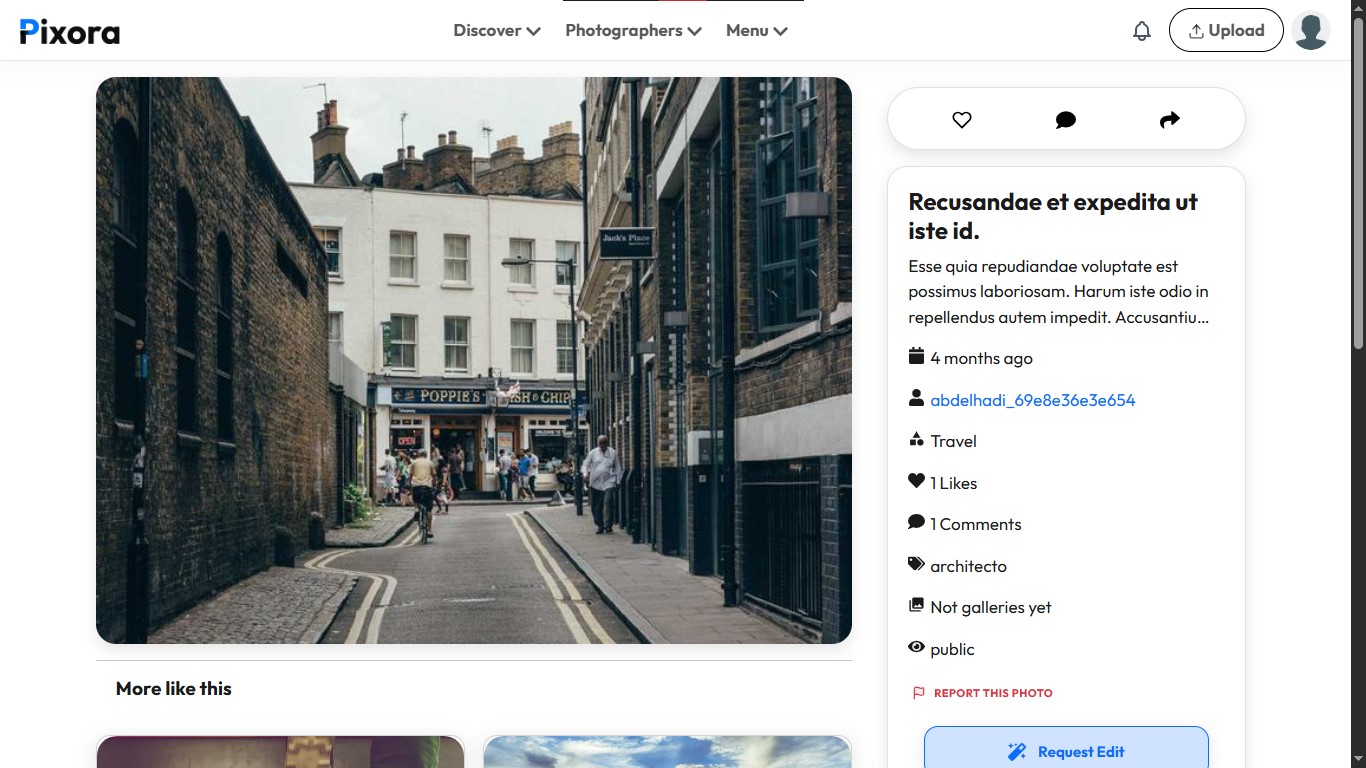 Pixora
Discover
Photographers
Menu
Upload
Jack's Place
POPPIE'S
FISH & CHIPS
OPEN
Recusandae et expedita ut
iste id.
Esse quia repudiandae voluptate est
possimus laboriosam. Harum iste odio in
repellendus autem impedit. Accusantiu...
4 months ago
abdelhadi_69e8e36e3e654
Travel
1 Likes
1 Comments
architecto
Not galleries yet
public
REPORT THIS PHOTO
Request Edit
More like this